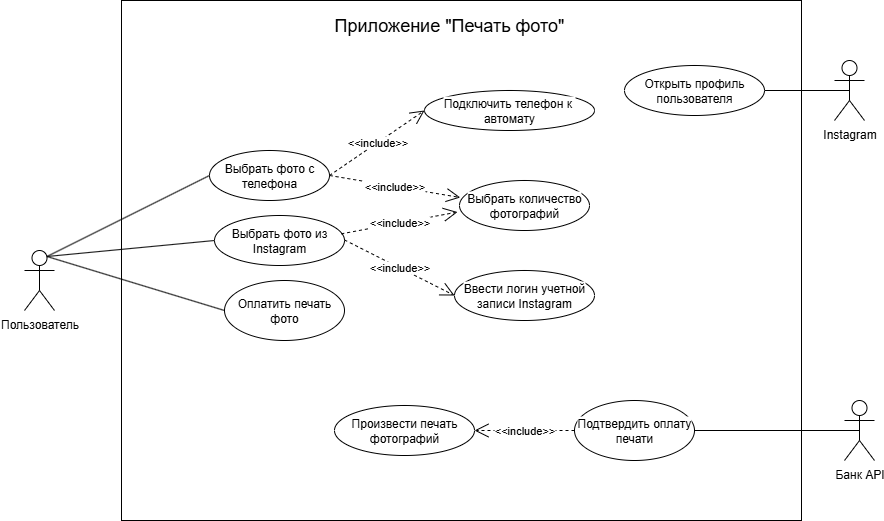 Приложение "Печать фото"
Открыть профиль
пользователя
Instagram
Подключить телефон к
автомату
<<include>>
Выбрать фото с
телефона
<<include>>
Выбрать количество
фотографий
<<include>>
Выбрать фото из
Instagram
<<include>>
Ввести логин учетной
записи Instagram
Пользователь
Оплатить печать
фото
Произвести печать
фотографий
<<include>>
Подтвердить оплату
печати
Банк API